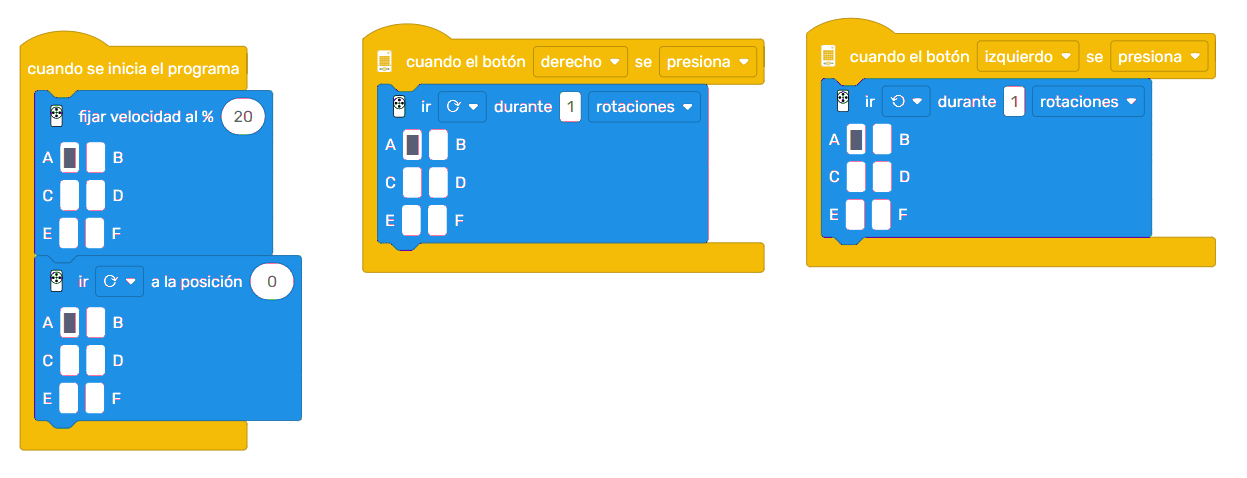 cuando se inicia el programa
fijar velocidad al % 20
A B
C D
E F
ir a la posición 0
A B
C D
E F
cuando el botón derecho se presiona
ir durante 1 rotaciones
A B
C D
E F
cuando el botón izquierdo se presiona
ir durante 1 rotaciones
A B
C D
E F